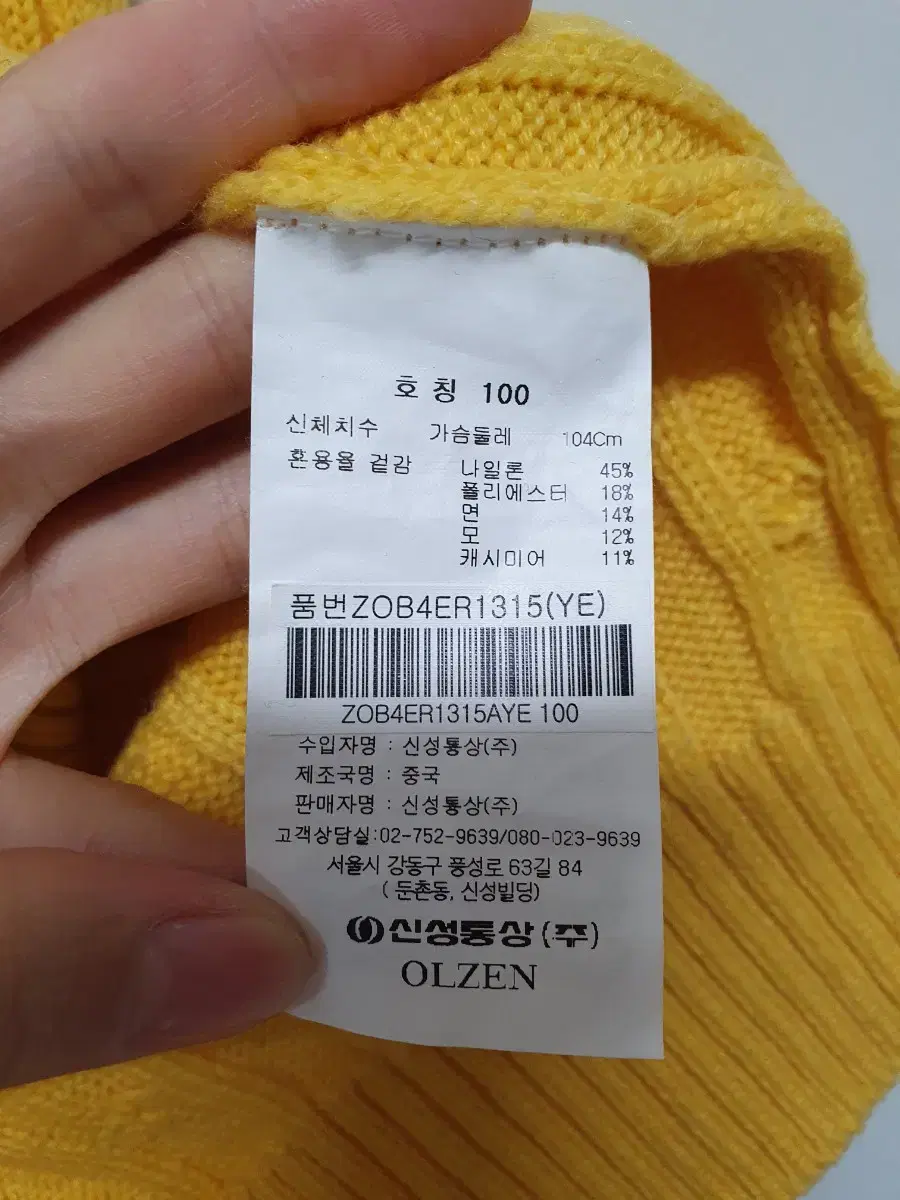 호 칭 100
신체치수 가슴둘레 104Cm
혼용율 겉감 나일론 45%
폴리에스터 18%
면 14%
모 12%
캐시미어 11%
품번ZOB4ER1315(YE)
ZOB4ER1315AYE 100
수입자명 : 신성통상(주)
제조국명 : 중국
판매자명 : 신성통상(주)
고객상담실:02-752-9639/080-023-9639
서울시 강동구 풍성로 63길 84
( 둔촌동, 신성빌딩)
신성통상(주)
OLZEN